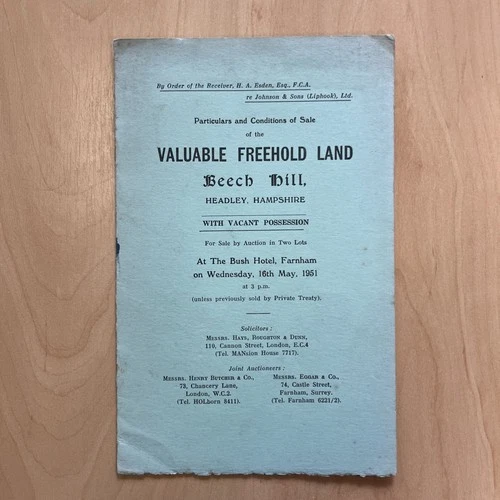 By Order of the Receiver, H. A. Esden, Esq., F.C.A.
re Johnson & Sons (Liphook), Ltd.
Particulars and Conditions of Sale
of the
VALUABLE FREEHOLD LAND
Beech Hill,
HEADLEY, HAMPSHIRE
WITH VACANT POSSESSION
For Sale by Auction in Two Lots
At The Bush Hotel, Farnham
on Wednesday, 16th May, 1951
at 3 p.m.
(unless previously sold by Private Treaty).
Solicitors :
Messrs. Hays, Roughton & Dunn,
110, Cannon Street, London, E.C.4
(Tel. MANsion House 7717).
Joint Auctioneers :
Messrs. Henry Butcher & Co.,
73, Chancery Lane,
London, W.C.2.
(Tel. HOLborn 8411).
Messrs. Eggar & Co.,
74, Castle Street,
Farnham, Surrey.
(Tel. Farnham 6221/2).